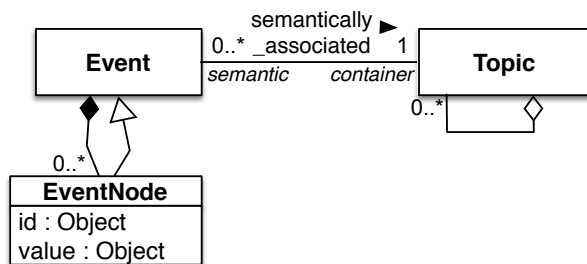 semantically
0..* _associated 1
Event
Topic
semantic container
0..*
0..*
EventNode
id : Object
value : Object